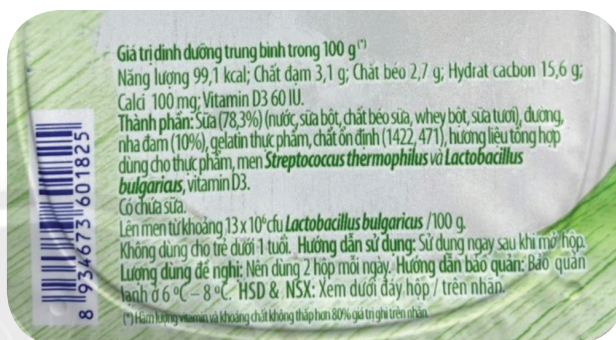 Giá trị dinh dưỡng trung bình trong 100 g(*)
Năng lượng 99,1 kcal; Chất đạm 3,1 g; Chất béo 2,7 g; Hyđrat cacbon 15,6 g;
Calci 100 mg; Vitamin D3 60 IU.
Thành phần: Sữa (78,3%) (nước, sữa bột, chất béo sữa, whey bột, sữa tươi), đường,
nha đam (10%), gelatin thực phẩm, chất ổn định (1422, 471), hương liệu tổng hợp
dùng cho thực phẩm, men Streptococcus thermophilus và Lactobacillus
bulgaricus, vitamin D3.
Có chứa sữa.
Lên men từ khoảng 13 x 10⁶ cfu Lactobacillus bulgaricus /100 g.
Không dùng cho trẻ dưới 1 tuổi. Hướng dẫn sử dụng: Sử dụng ngay sau khi mở hộp.
Lượng dùng đề nghị: Nên dùng 2 hộp mỗi ngày. Hướng dẫn bảo quản: Bảo quản
lạnh ở 6 °C – 8 °C. HSD & NSX: Xem dưới đáy hộp / trên nhãn.
(*) Hàm lượng vitamin và khoáng chất không thấp hơn 80% giá trị ghi trên nhãn.
8 934673 601825